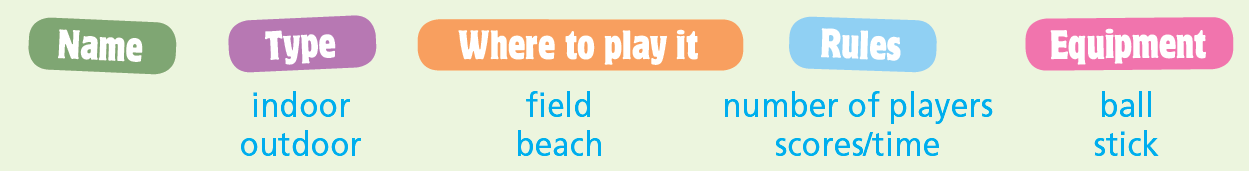 Name Type Where to play it Rules Equipment
indoor field number of players ball
outdoor beach scores/time stick